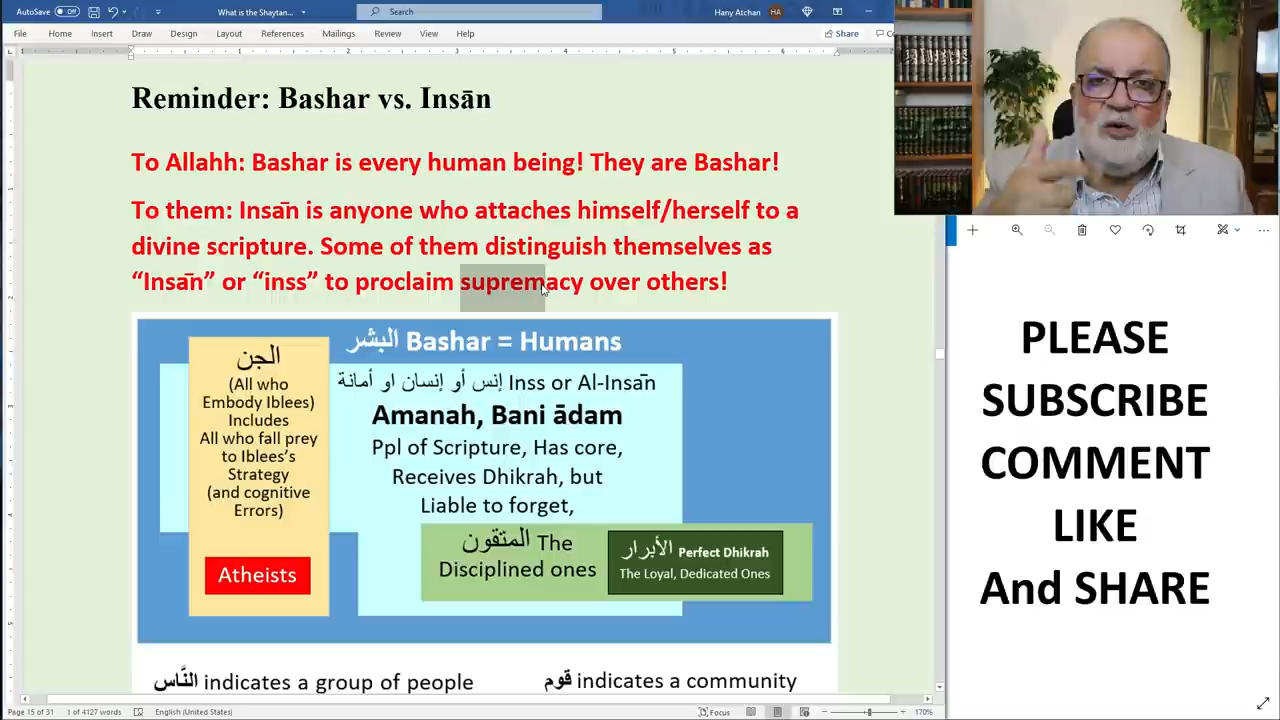 AutoSave Off
What is the Shaytan...
Search
Hany Atchan HA
File Home Insert Draw Design Layout References Mailings Review View Help
Share
Reminder: Bashar vs. Insān
To Allahh: Bashar is every human being! They are Bashar!
To them: Insān is anyone who attaches himself/herself to a
divine scripture. Some of them distinguish themselves as
“Insān” or “inss” to proclaim supremacy over others!
البشر Bashar = Humans
الجن
(All who
Embody Iblees)
Includes
All who fall prey
to Iblees’s
Strategy
(and cognitive
Errors)
Atheists
إنس أو إنسان او أمانة Inss or Al-Insān
Amanah, Bani ādam
Ppl of Scripture, Has core,
Receives Dhikrah, but
Liable to forget,
المتقون The
Disciplined ones
الأبرار Perfect Dhikrah
The Loyal, Dedicated Ones
النَّاس indicates a group of people
قوم indicates a community
PLEASE
SUBSCRIBE
COMMENT
LIKE
And SHARE
Page 15 of 31 1 of 4127 words English (United States)
Focus
170%